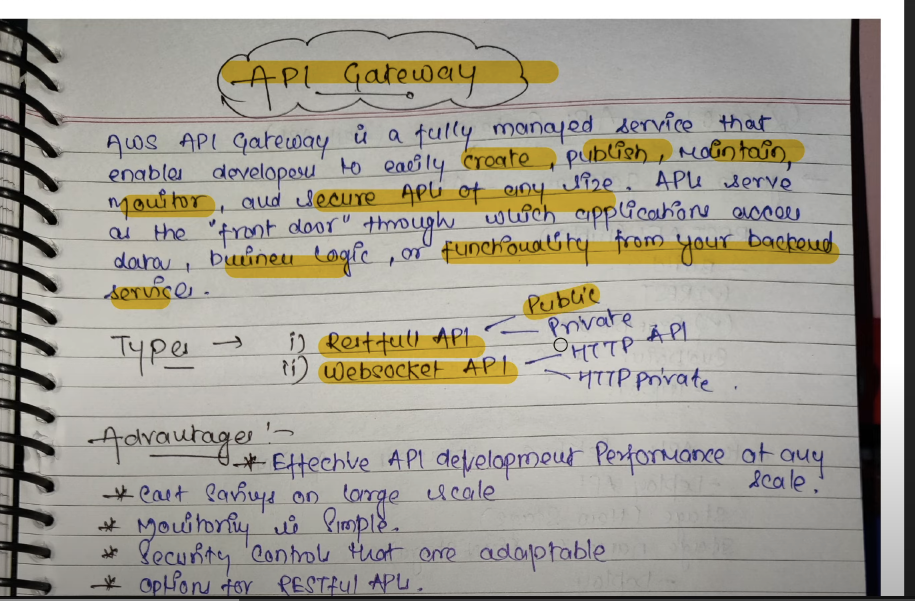 API Gateway
AWS API Gateway is a fully managed service that
enables developers to easily create, publish, maintain,
monitor, and secure APIs of any size. APIs serve
as the "front door" through which applications access
data, business logic, or functionality from your backend
services.
Types → i) Restfull API
Public
Private
ii) Websocket API
HTTP API
HTTP private.
Advantages :-
* Effective API development Performance at any
scale.
* Cost Savings on large scale
* Monitoring is Simple.
* Security Controls that are adaptable
* Option for RESTful APIs.